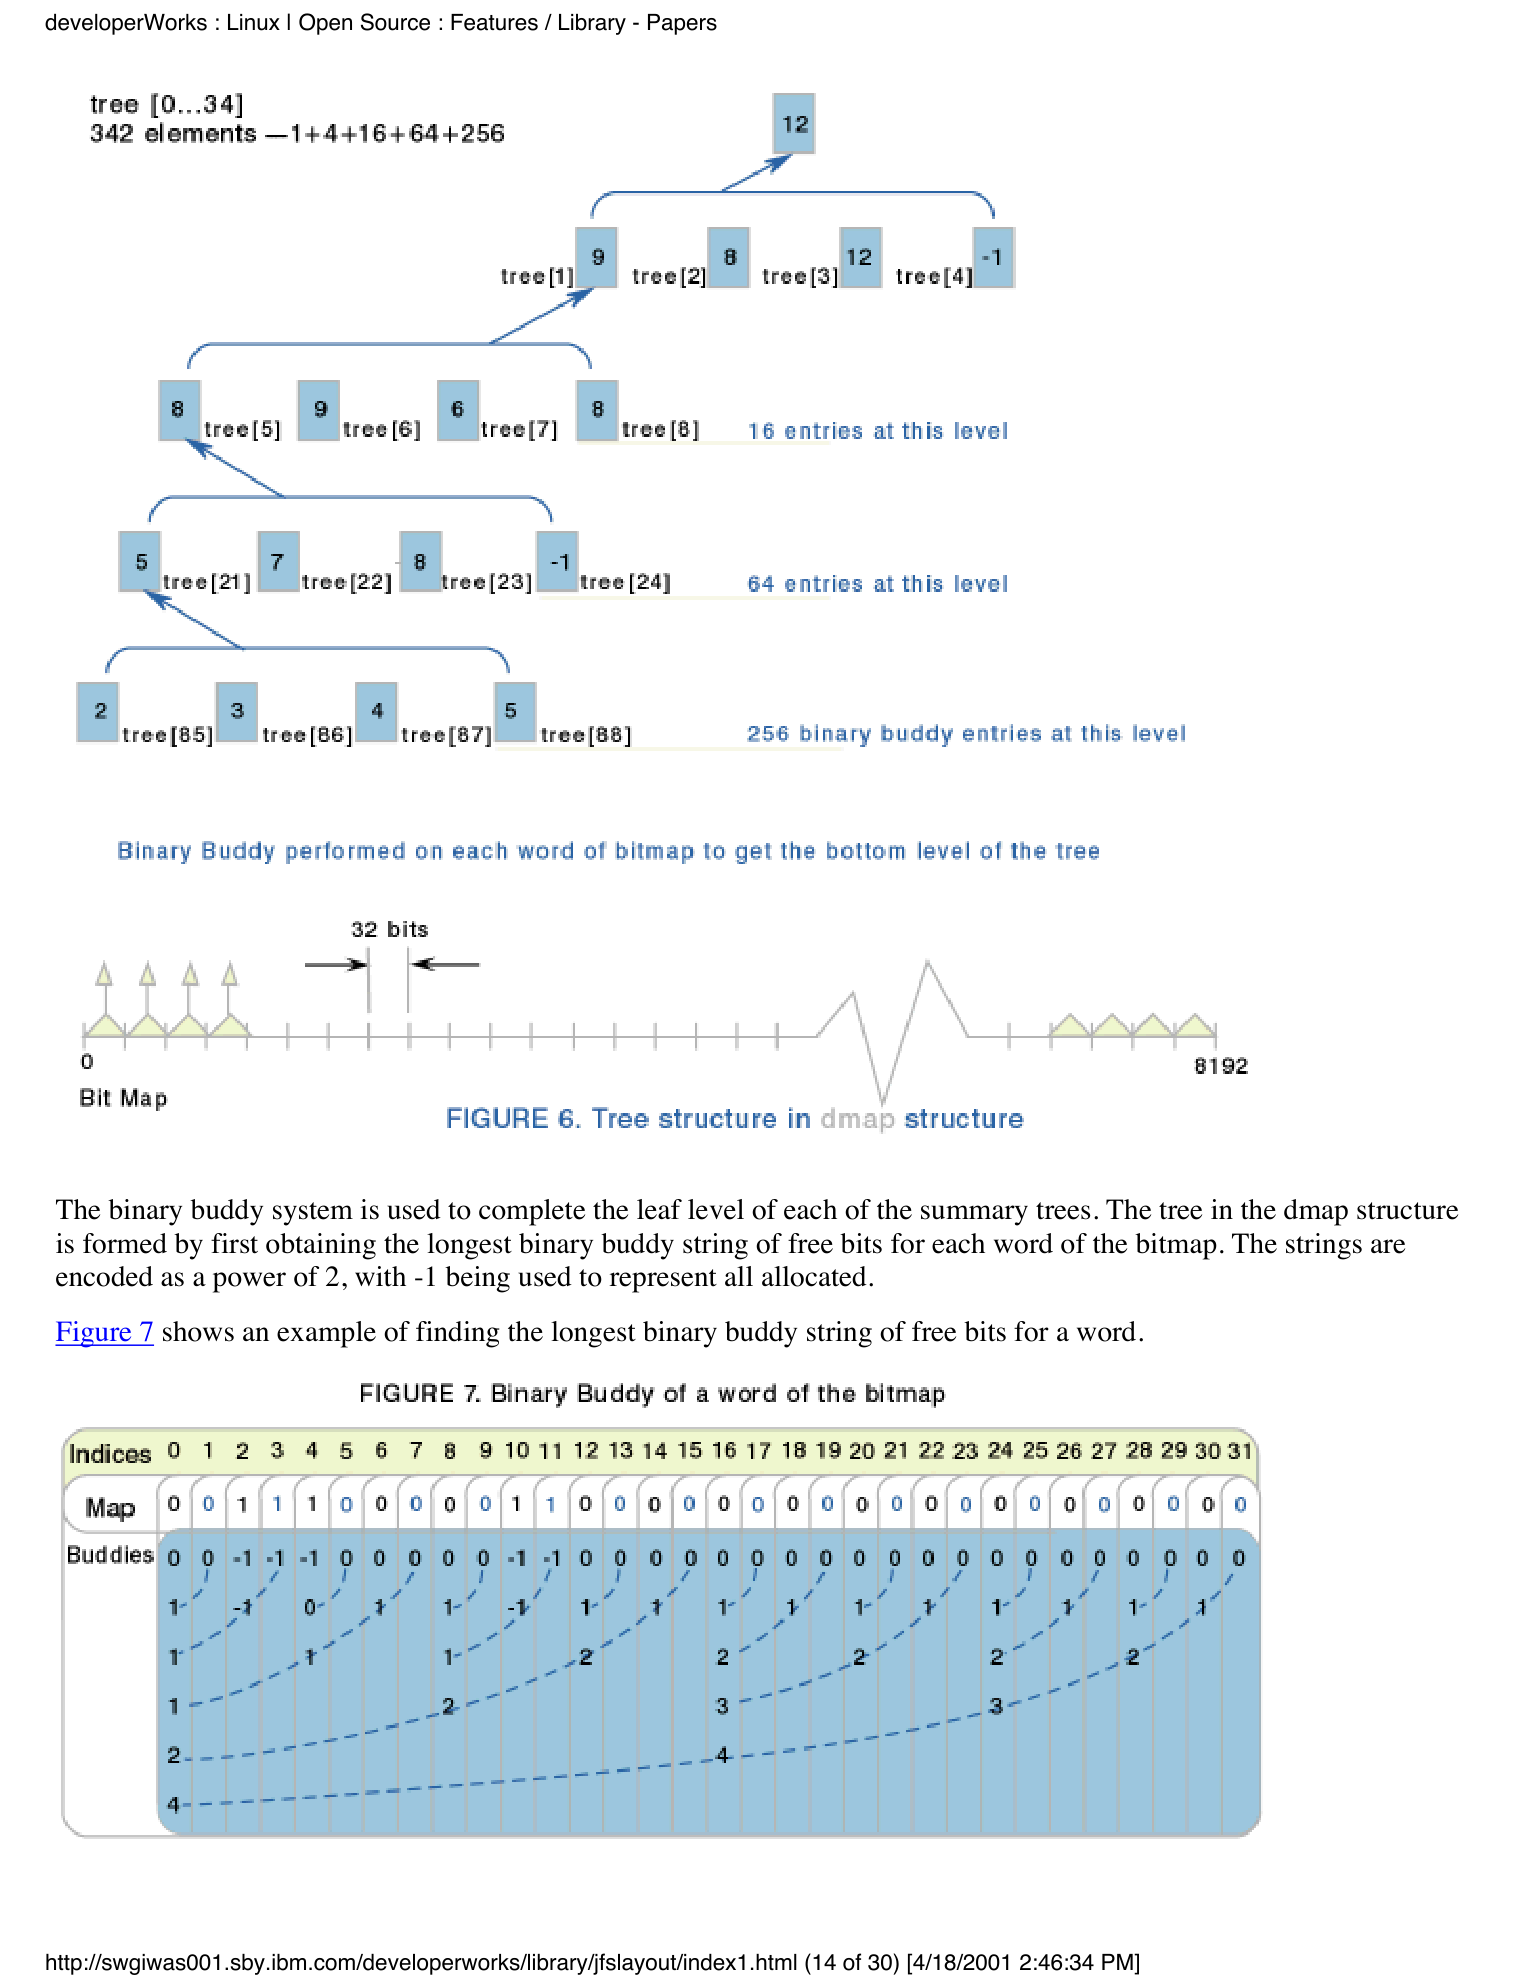 developerWorks : Linux | Open Source : Features / Library - Papers
tree [0...34]
342 elements —1+4+16+64+256
12
9 8 12 -1
tree[1] tree[2] tree[3] tree[4]
8 9 6 8
tree[5] tree[6] tree[7] tree[8] 16 entries at this level
5 7 8 -1
tree[21] tree[22] tree[23] tree[24] 64 entries at this level
2 3 4 5
tree[85] tree[86] tree[87] tree[88] 256 binary buddy entries at this level
Binary Buddy performed on each word of bitmap to get the bottom level of the tree
32 bits
0 8192
Bit Map
FIGURE 6. Tree structure in dmap structure
The binary buddy system is used to complete the leaf level of each of the summary trees. The tree in the dmap structure
is formed by first obtaining the longest binary buddy string of free bits for each word of the bitmap. The strings are
encoded as a power of 2, with -1 being used to represent all allocated.
Figure 7 shows an example of finding the longest binary buddy string of free bits for a word.
FIGURE 7. Binary Buddy of a word of the bitmap
Indices 0 1 2 3 4 5 6 7 8 9 10 11 12 13 14 15 16 17 18 19 20 21 22 23 24 25 26 27 28 29 30 31
Map 0 0 1 1 1 0 0 0 0 0 1 1 0 0 0 0 0 0 0 0 0 0 0 0 0 0 0 0 0 0 0 0
Buddies 0 0 -1 -1 -1 0 0 0 0 0 -1 -1 0 0 0 0 0 0 0 0 0 0 0 0 0 0 0 0 0 0 0 0
1 -1 0 1 1 -1 1 1 1 1 1 1 1 1 1 1
1 1 1 2 2 2 2 2
1 2 3 3
2 4
4
http://swgiwas001.sby.ibm.com/developerworks/library/jfslayout/index1.html (14 of 30) [4/18/2001 2:46:34 PM]